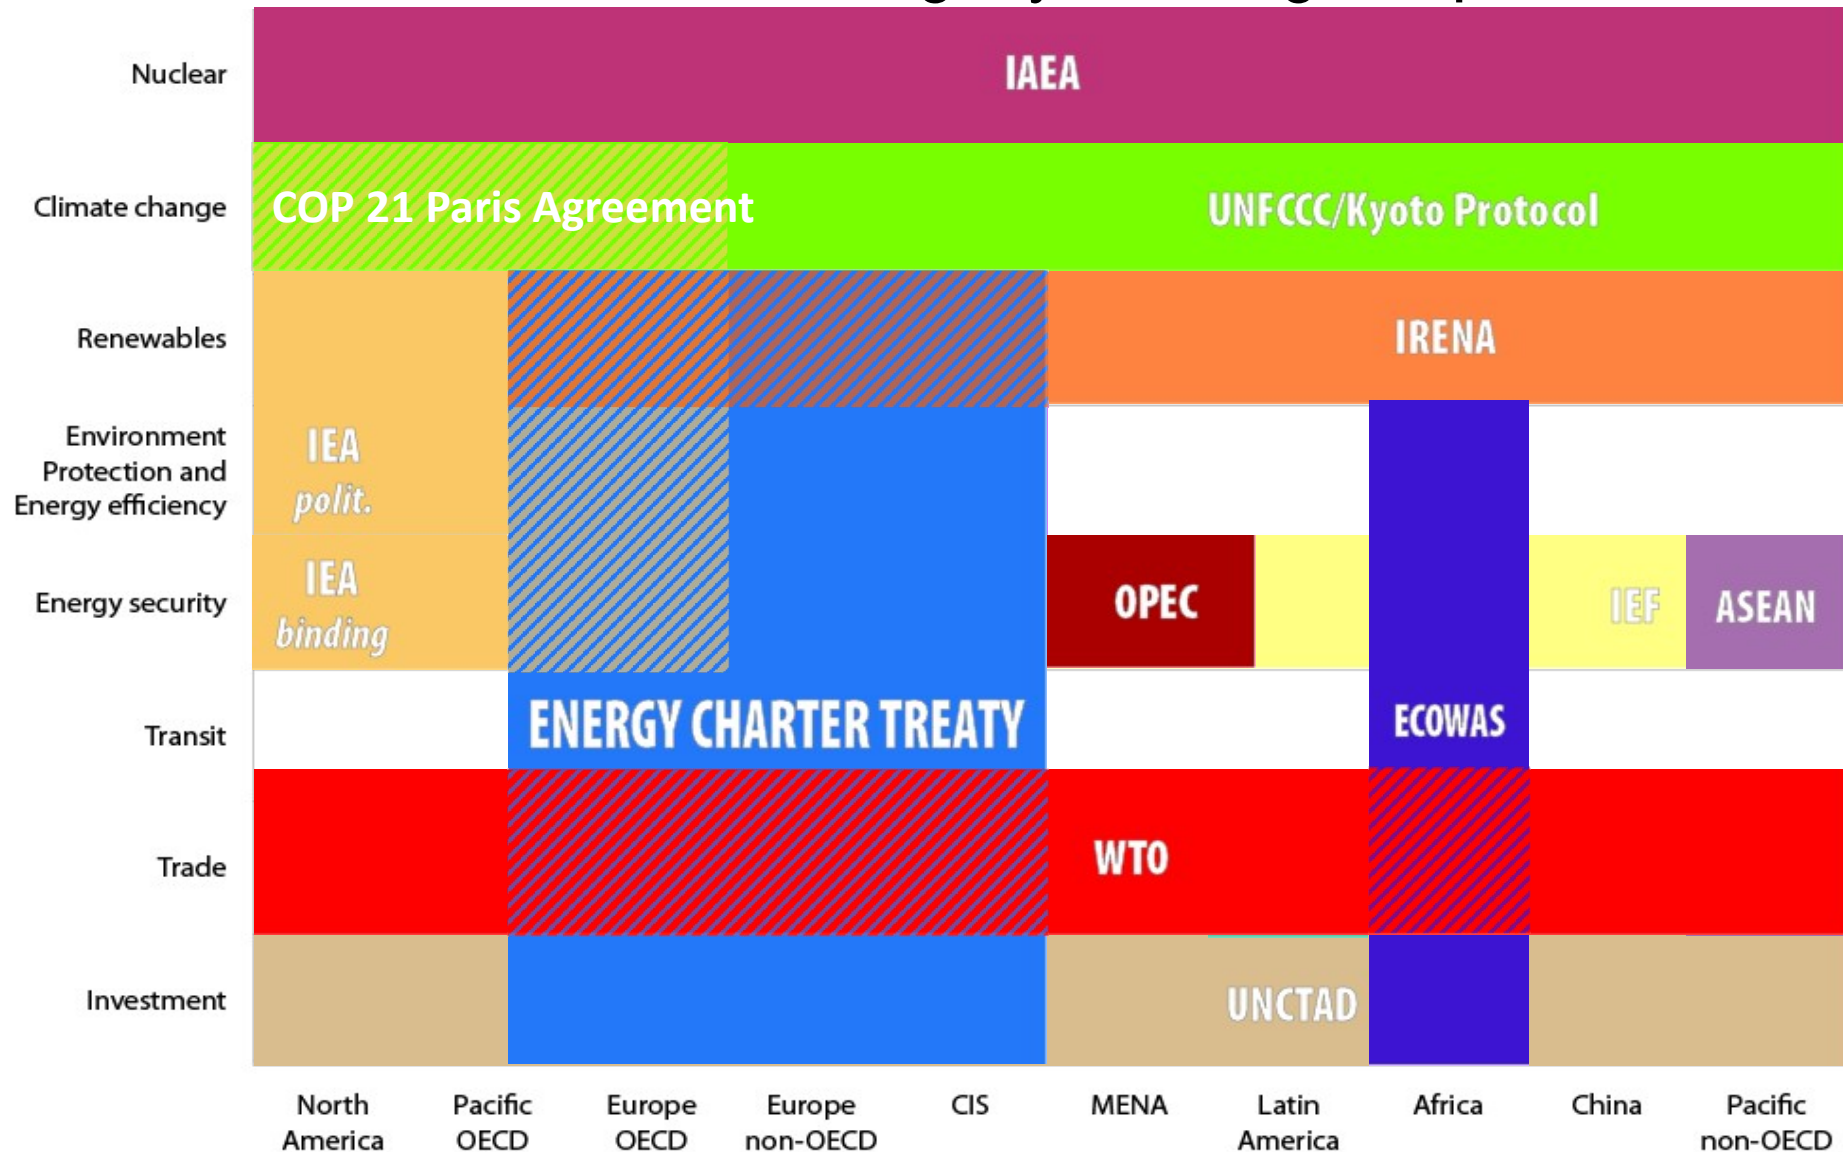 Nuclear
IAEA
Climate change
COP 21 Paris Agreement
UNFCCC/Kyoto Protocol
Renewables
IRENA
Environment
Protection and
Energy efficiency
IEA
polit.
Energy security
IEA
binding
OPEC
IEF
ASEAN
Transit
ENERGY CHARTER TREATY
ECOWAS
Trade
WTO
Investment
UNCTAD
North
America
Pacific
OECD
Europe
OECD
Europe
non-OECD
CIS
MENA
Latin
America
Africa
China
Pacific
non-OECD